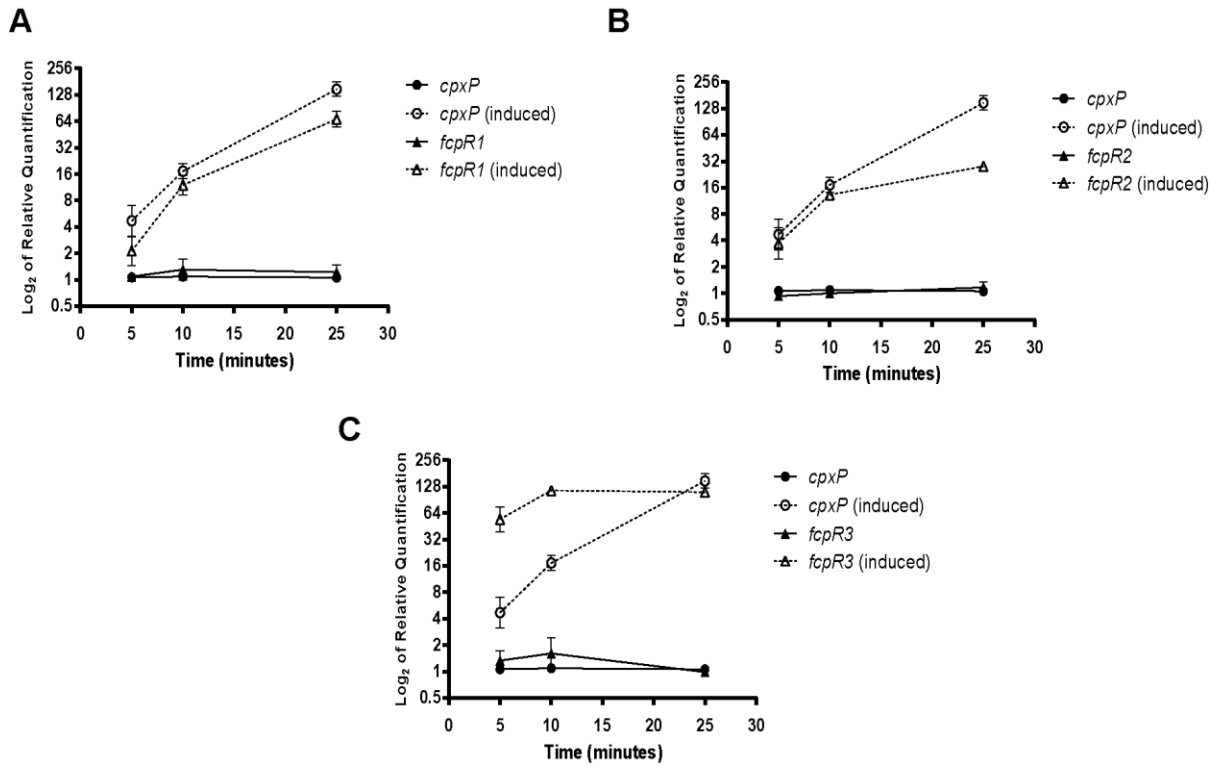 A
Log2 of Relative Quantification
256
128
64
32
16
8
4
2
1
0.5
0 5 10 15 20 25 30
Time (minutes)
cpxP
cpxP (induced)
fcpR1
fcpR1 (induced)
B
Log2 of Relative Quantification
256
128
64
32
16
8
4
2
1
0.5
0 5 10 15 20 25 30
Time (minutes)
cpxP
cpxP (induced)
fcpR2
fcpR2 (induced)
C
Log2 of Relative Quantification
256
128
64
32
16
8
4
2
1
0.5
0 5 10 15 20 25 30
Time (minutes)
cpxP
cpxP (induced)
fcpR3
fcpR3 (induced)